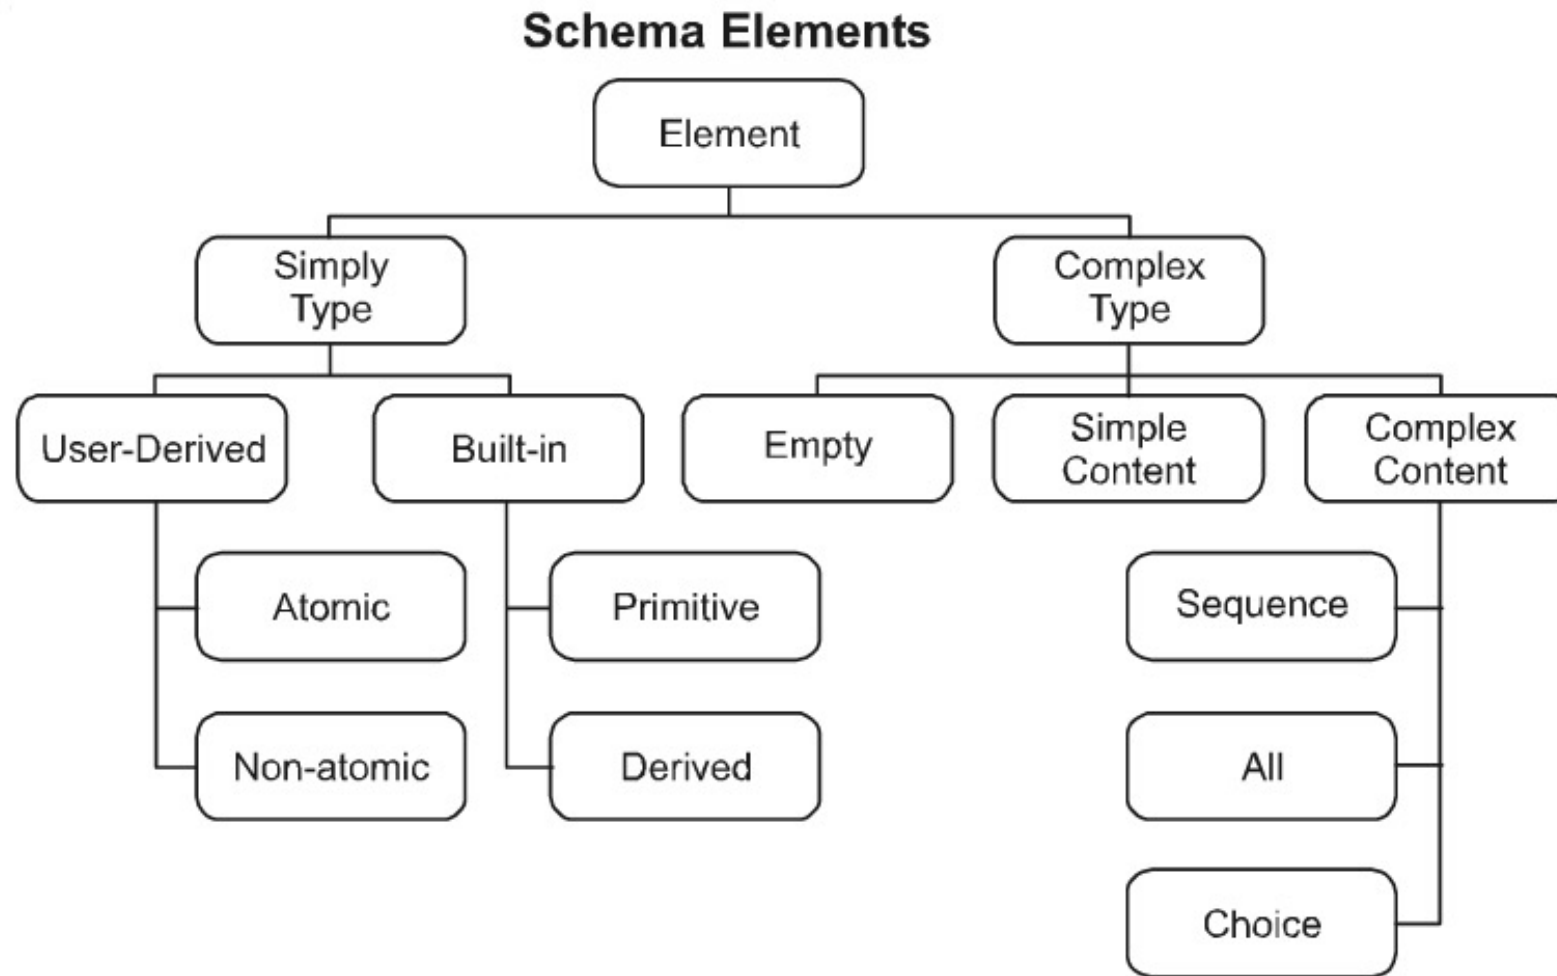 Schema Elements
Element
Simply
Type
Complex
Type
User-Derived
Built-in
Empty
Simple
Content
Complex
Content
Atomic
Primitive
Sequence
Non-atomic
Derived
All
Choice